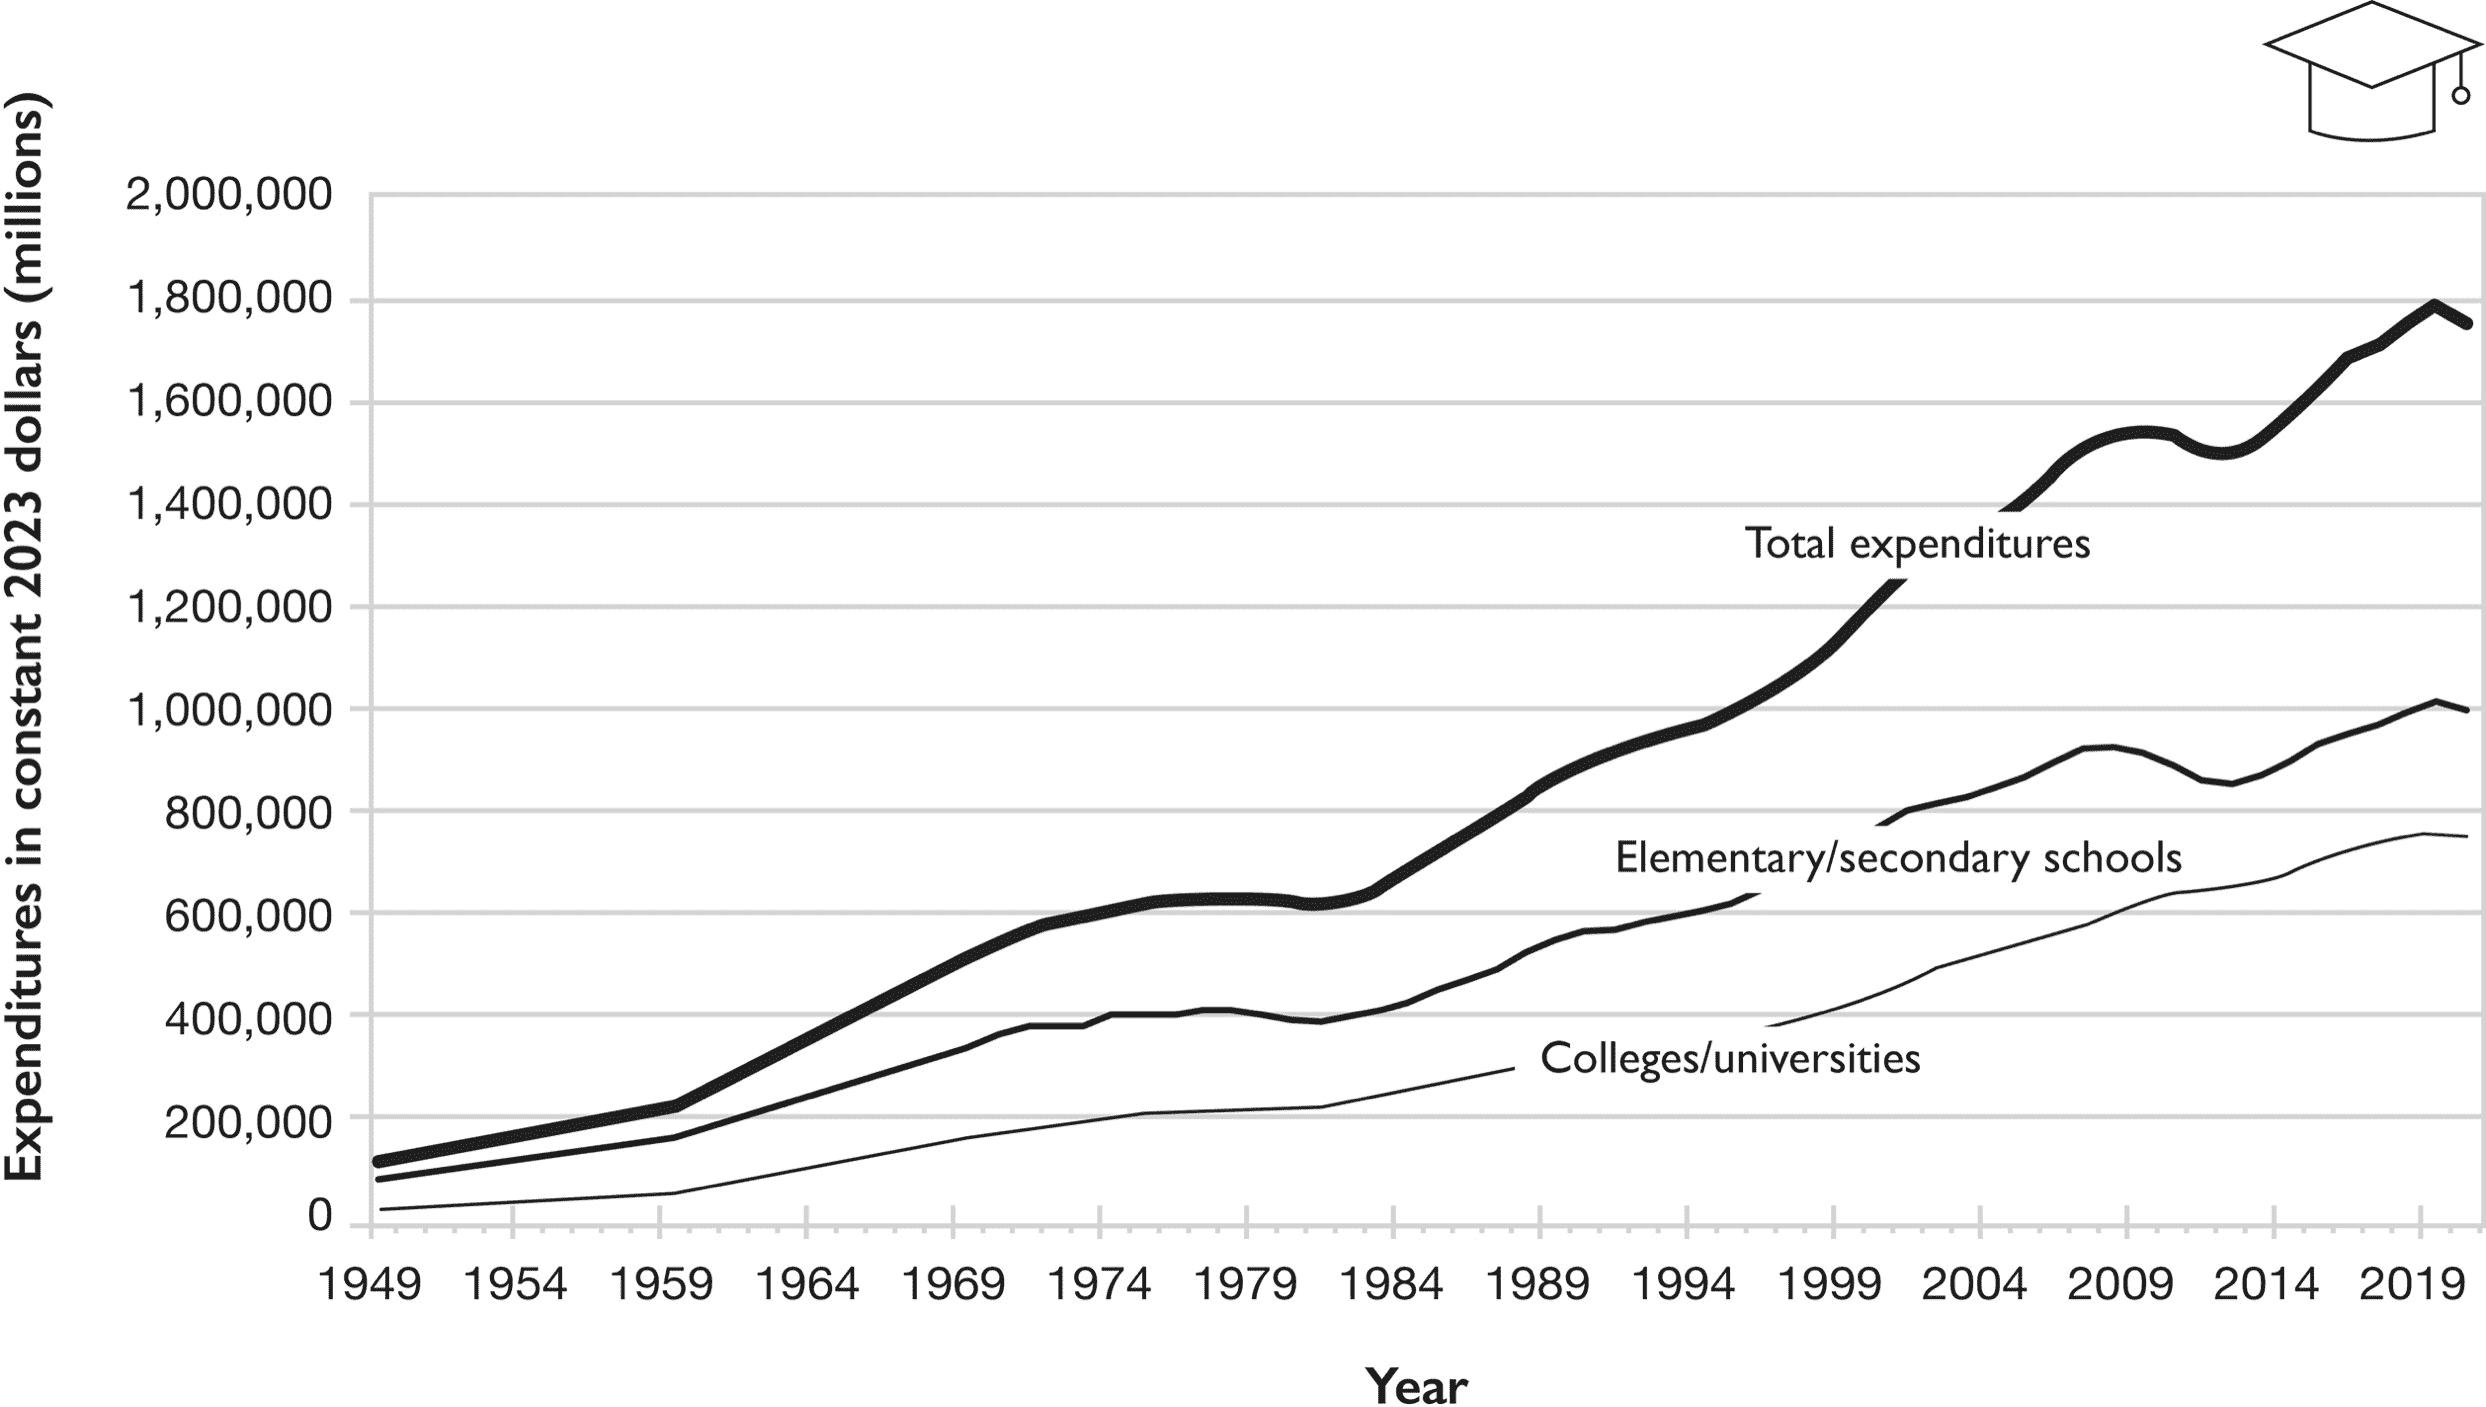 Expenditures in constant 2023 dollars (millions)
2,000,000
1,800,000
1,600,000
1,400,000
1,200,000
1,000,000
800,000
600,000
400,000
200,000
0
Total expenditures
Elementary/secondary schools
Colleges/universities
1949 1954 1959 1964 1969 1974 1979 1984 1989 1994 1999 2004 2009 2014 2019
Year